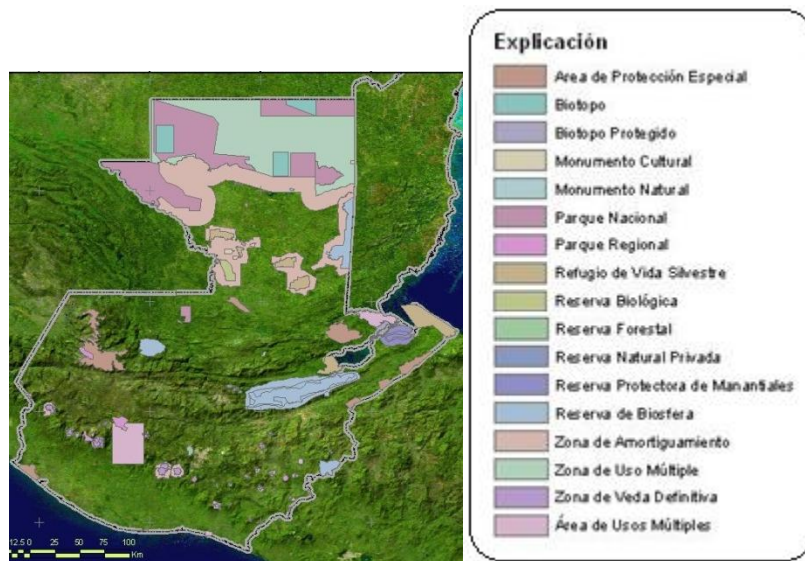 Explicación
Area de Protección Especial
Biotopo
Biotopo Protegido
Monumento Cultural
Monumento Natural
Parque Nacional
Parque Regional
Refugio de Vida Silvestre
Reserva Biológica
Reserva Forestal
Reserva Natural Privada
Reserva Protectora de Manantiales
Reserva de Biosfera
Zona de Amortiguamiento
Zona de Uso Múltiple
Zona de Veda Definitiva
Área de Usos Múltiples
12.5 0 25 50 75 100
Km